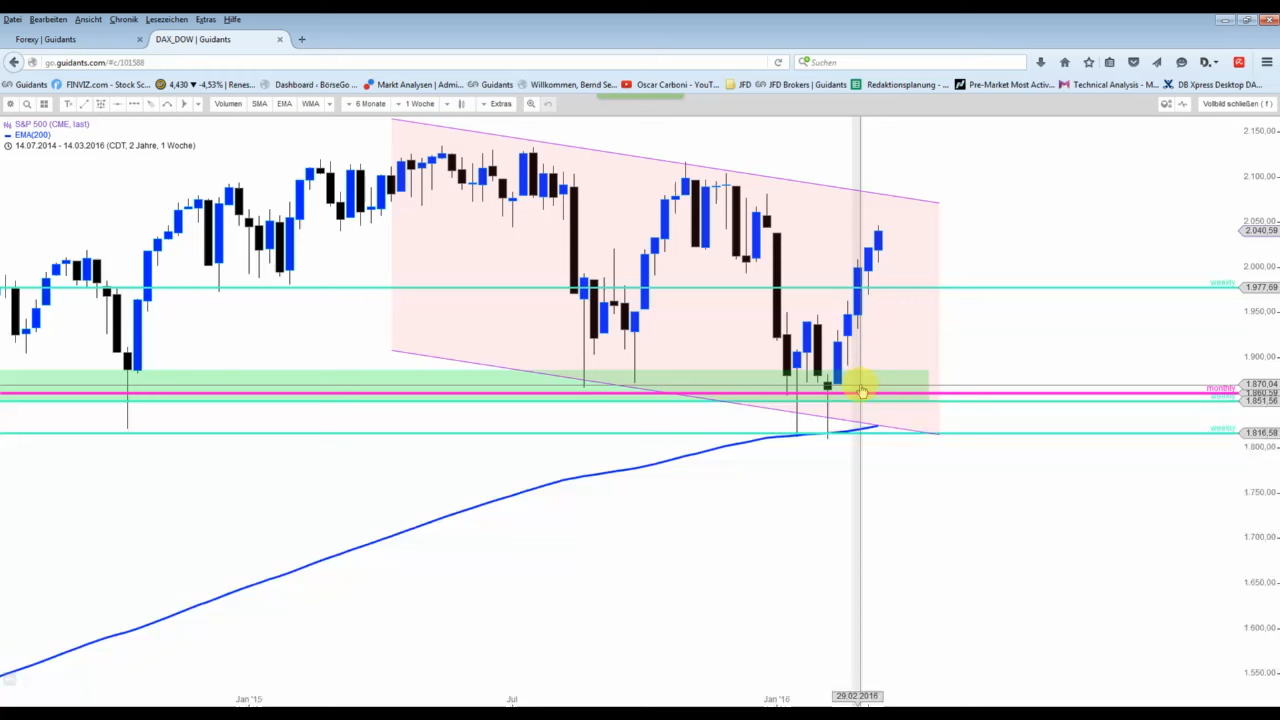 Datei Bearbeiten Ansicht Chronik Lesezeichen Extras Hilfe
Forexy | Guidants × DAX_DOW | Guidants × +
go.guidants.com/#c/101588 Suchen
Guidants FINVIZ.com - Stock Sc... 4,430 ▾ -4,53% | Renes... Dashboard ‹ BörseGo ... Markt Analysen | Admi... Guidants Willkommen, Bernd Se... Oscar Carboni - YouT... JFD JFD Brokers | Guidants Redaktionsplanung - ... Pre-Market Most Activ... Technical Analysis - M... DB Xpress Desktop DA...
Volumen SMA EMA WMA 6 Monate 1 Woche Extras Vollbild schließen ( f )
S&P 500 (CME, last)
EMA(200)
14.07.2014 - 14.03.2016 (CDT, 2 Jahre, 1 Woche)
2.150,00
2.100,00
2.050,00
2.040,59
2.000,00
weekly 1.977,69
1.950,00
1.900,00
1.870,04
monthly 1.860,59
weekly 1.851,56
weekly 1.816,58
1.800,00
1.750,00
1.700,00
1.650,00
1.600,00
1.550,00
Jan '15 Jul Jan '16 29.02.2016